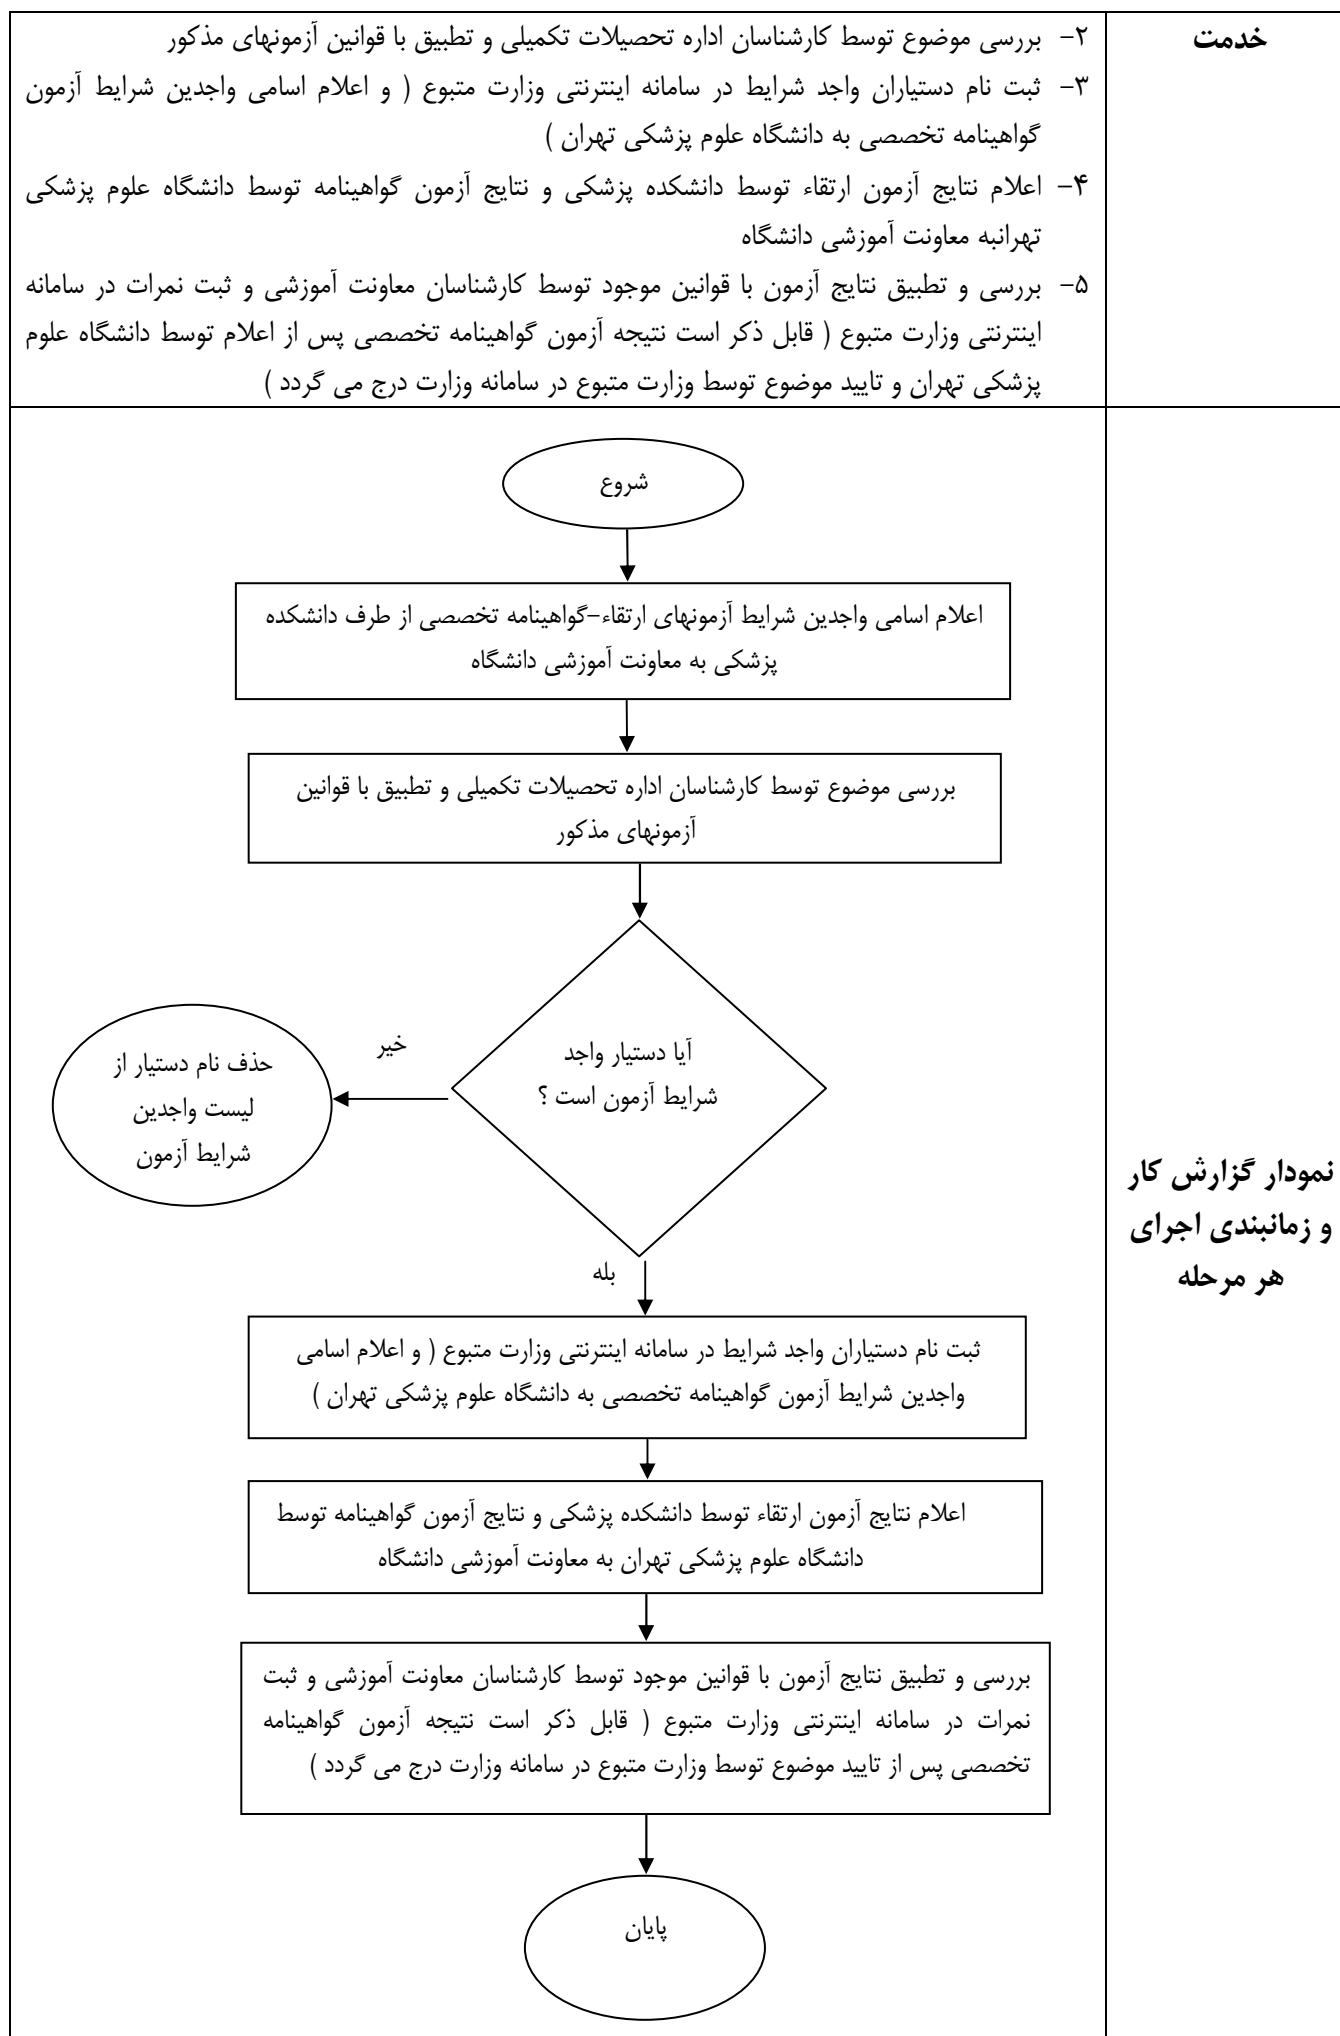 خدمت
۲- بررسی موضوع توسط کارشناسان اداره تحصیلات تکمیلی و تطبیق با قوانین آزمونهای مذکور
۳- ثبت نام دستیاران واجد شرایط در سامانه اینترنتی وزارت متبوع ( و اعلام اسامی واجدین شرایط آزمون
گواهینامه تخصصی به دانشگاه علوم پزشکی تهران )
۴- اعلام نتایج آزمون ارتقاء توسط دانشکده پزشکی و نتایج آزمون گواهینامه توسط دانشگاه علوم پزشکی
تهرانبه معاونت آموزشی دانشگاه
۵- بررسی و تطبیق نتایج آزمون با قوانین موجود توسط کارشناسان معاونت آموزشی و ثبت نمرات در سامانه
اینترنتی وزارت متبوع ( قابل ذکر است نتیجه آزمون گواهینامه تخصصی پس از اعلام توسط دانشگاه علوم
پزشکی تهران و تایید موضوع توسط وزارت متبوع در سامانه وزارت درج می گردد )
نمودار گزارش کار
و زمانبندی اجرای
هر مرحله
شروع
اعلام اسامی واجدین شرایط آزمونهای ارتقاء-گواهینامه تخصصی از طرف دانشکده
پزشکی به معاونت آموزشی دانشگاه
بررسی موضوع توسط کارشناسان اداره تحصیلات تکمیلی و تطبیق با قوانین
آزمونهای مذکور
آیا دستیار واجد
شرایط آزمون است ؟
خیر
حذف نام دستیار از
لیست واجدین
شرایط آزمون
بله
ثبت نام دستیاران واجد شرایط در سامانه اینترنتی وزارت متبوع ( و اعلام اسامی
واجدین شرایط آزمون گواهینامه تخصصی به دانشگاه علوم پزشکی تهران )
اعلام نتایج آزمون ارتقاء توسط دانشکده پزشکی و نتایج آزمون گواهینامه توسط
دانشگاه علوم پزشکی تهران به معاونت آموزشی دانشگاه
بررسی و تطبیق نتایج آزمون با قوانین موجود توسط کارشناسان معاونت آموزشی و ثبت
نمرات در سامانه اینترنتی وزارت متبوع ( قابل ذکر است نتیجه آزمون گواهینامه
تخصصی پس از تایید موضوع توسط وزارت متبوع در سامانه وزارت درج می گردد )
پایان